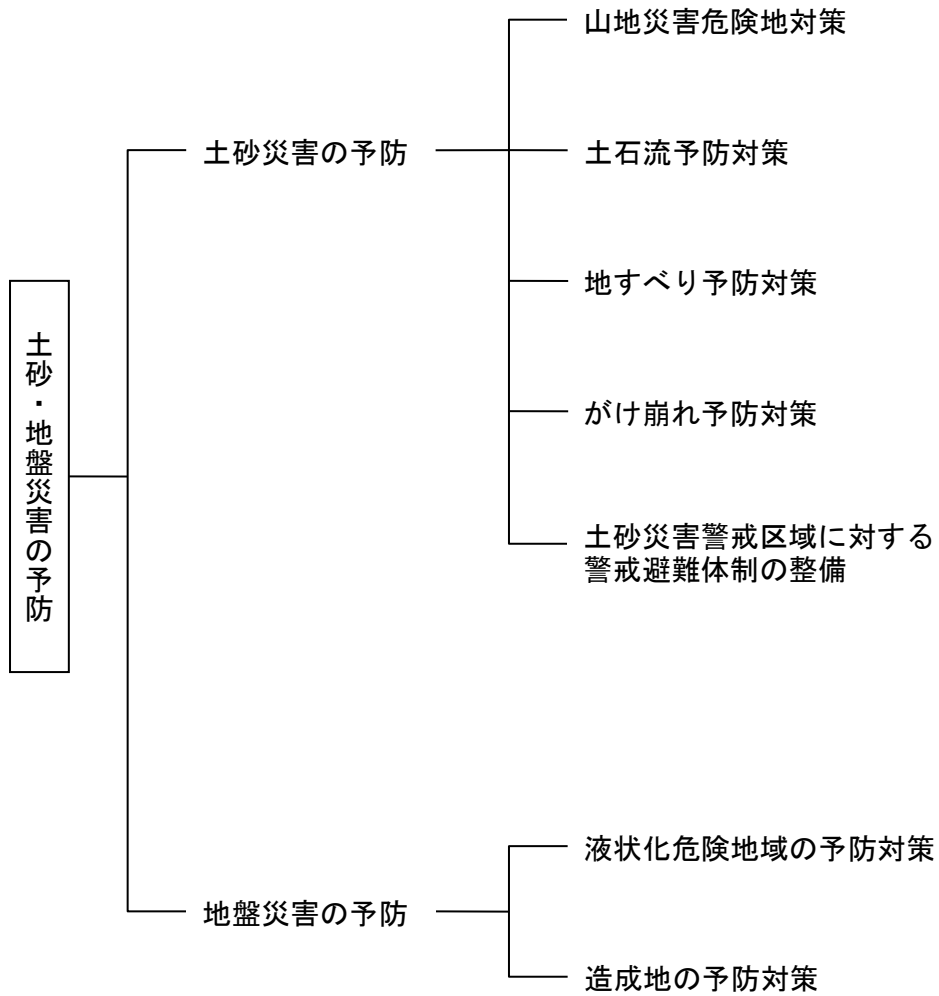 土砂・地盤災害の予防
土砂災害の予防
山地災害危険地対策
土石流予防対策
地すべり予防対策
がけ崩れ予防対策
土砂災害警戒区域に対する
警戒避難体制の整備
地盤災害の予防
液状化危険地域の予防対策
造成地の予防対策